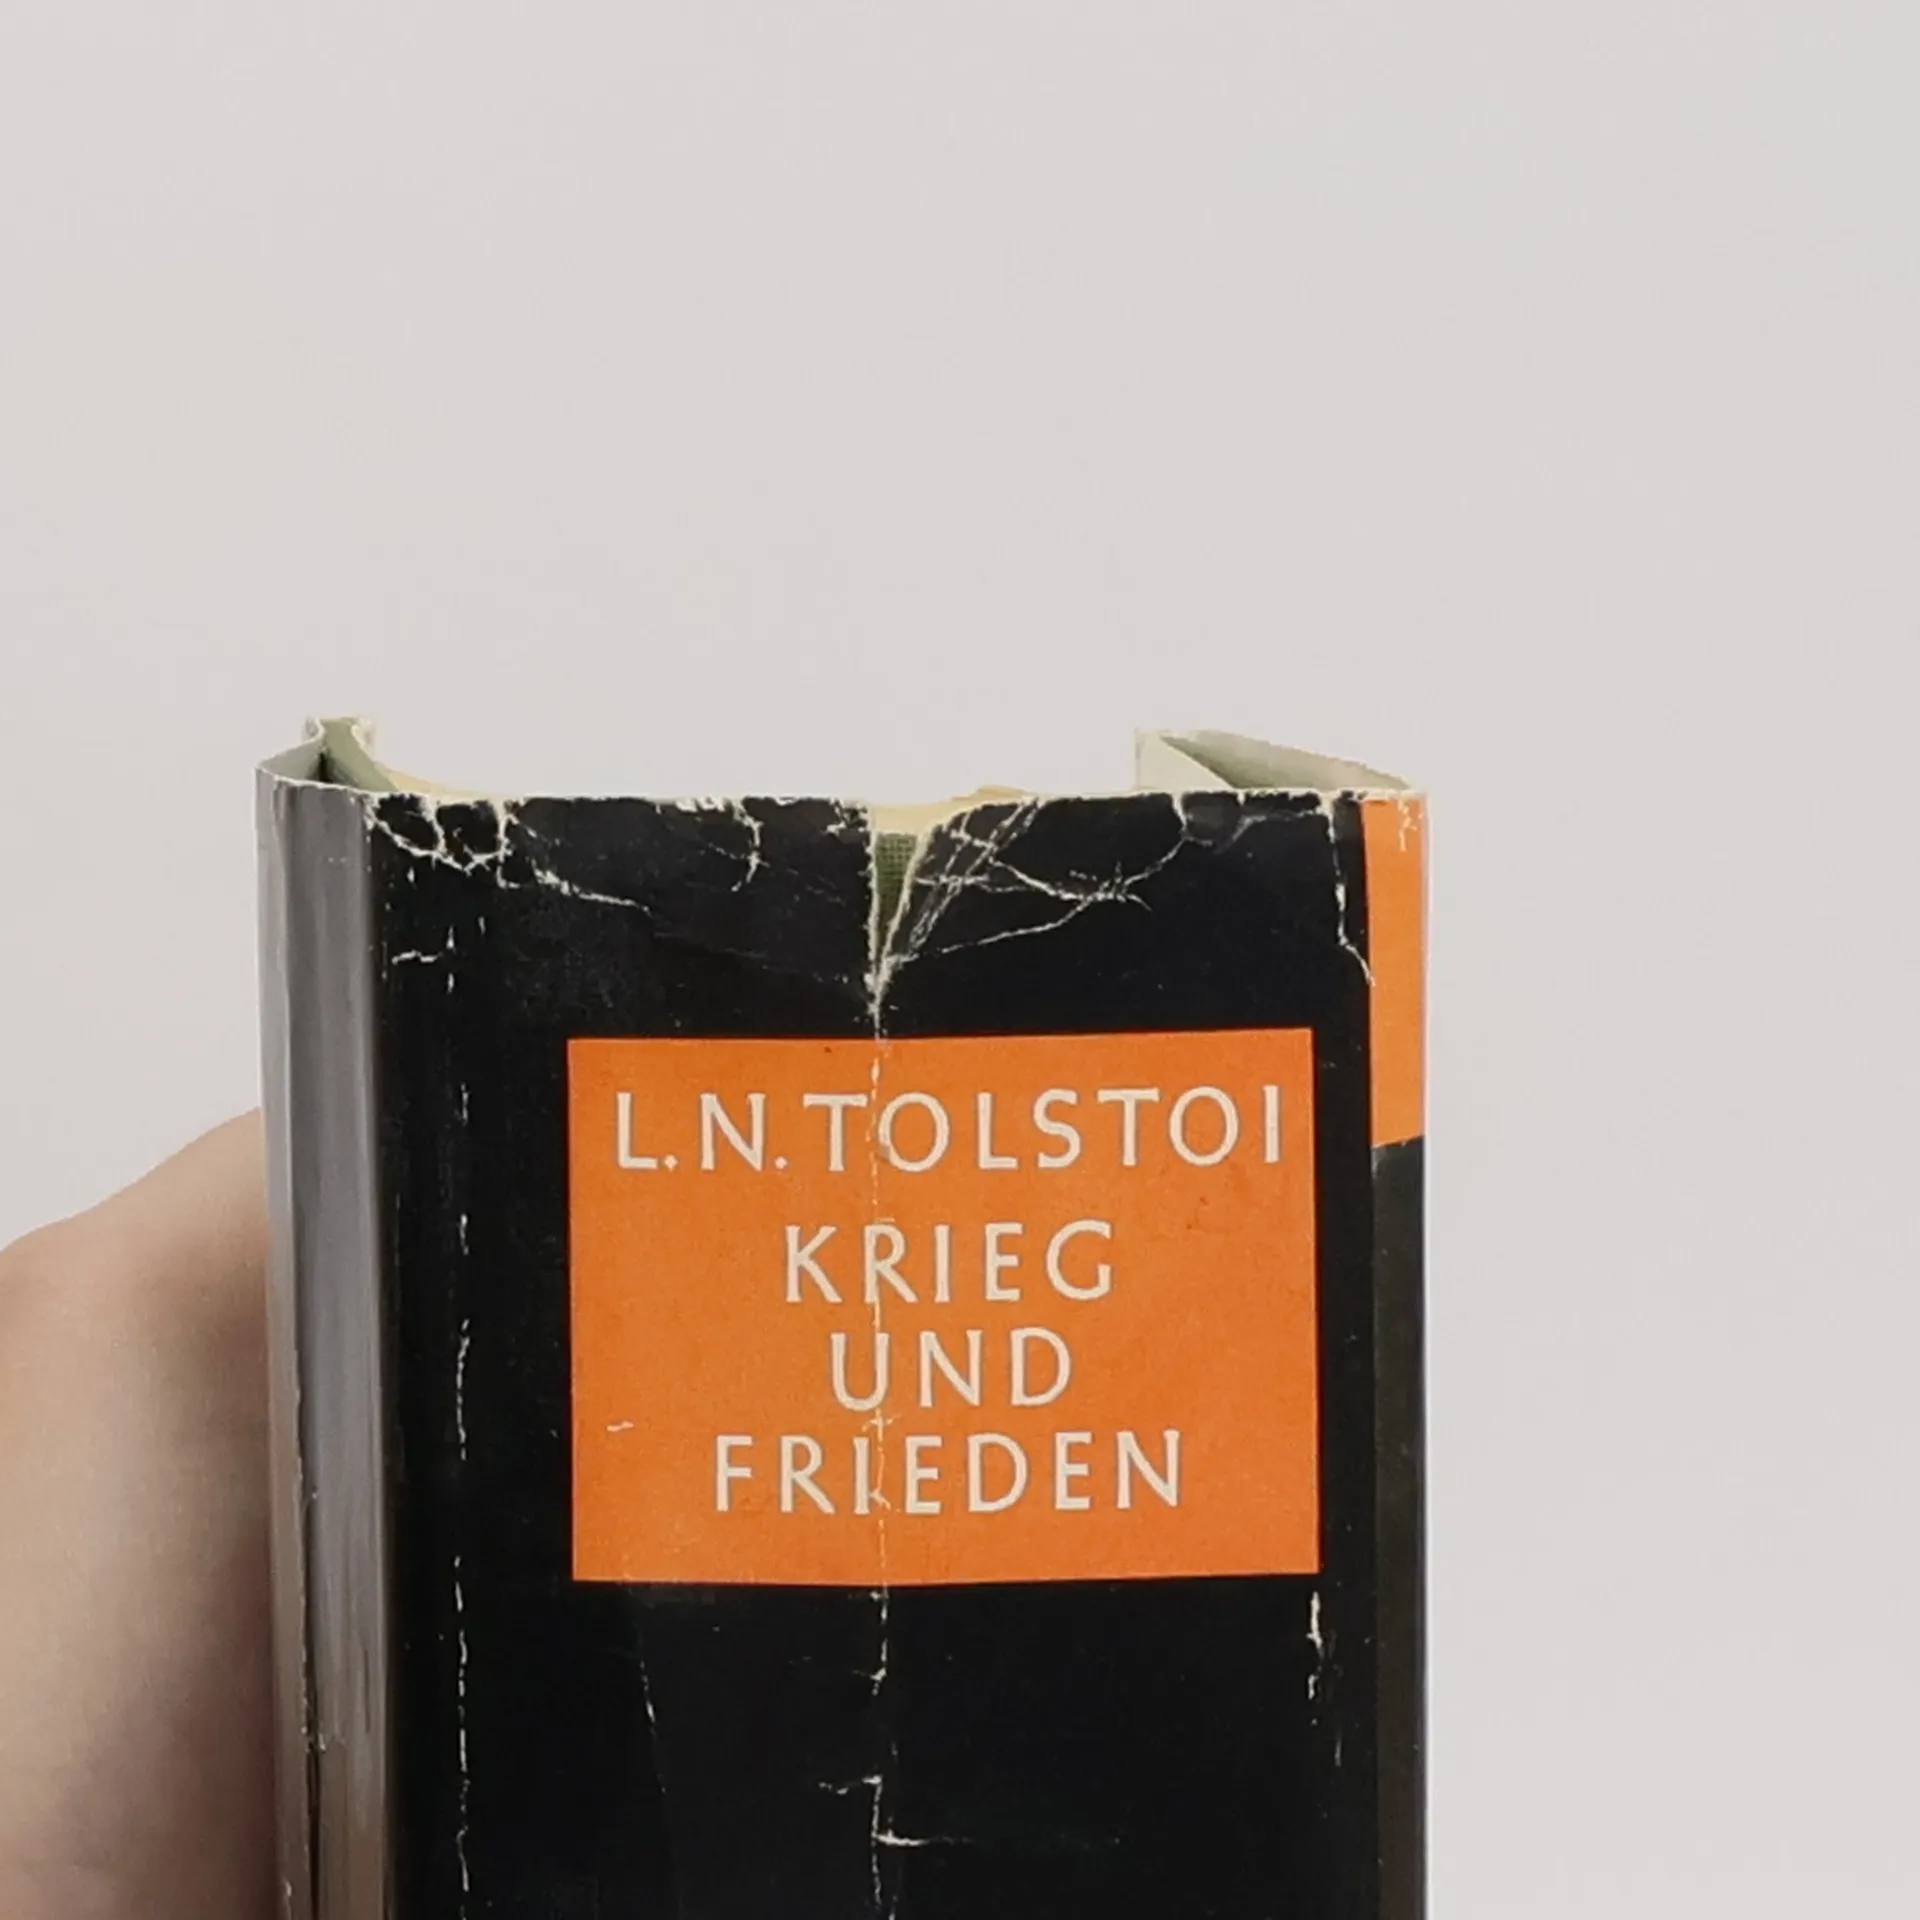 L.N.TOLSTOI
KRIEG
UND
FRIEDEN